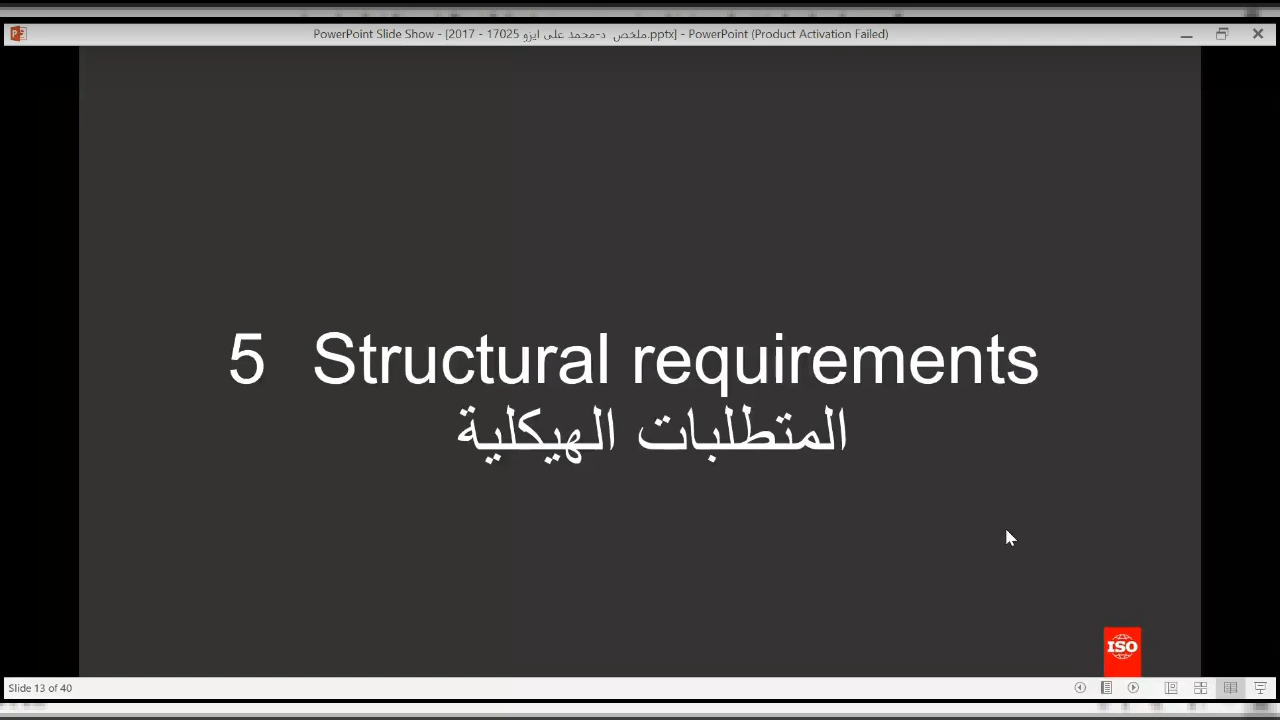 PowerPoint Slide Show - [2017 - 17025 ملخص د-محمد على ايزو.pptx] - PowerPoint (Product Activation Failed)
5 Structural requirements
المتطلبات الهيكلية
ISO
Slide 13 of 40